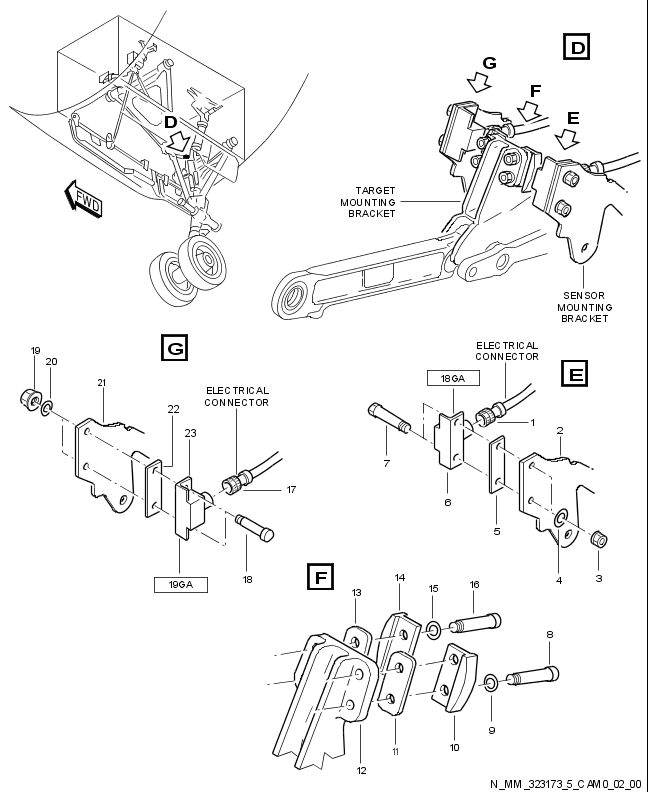 D
G
F
E
D
FWD
TARGET
MOUNTING
BRACKET
SENSOR
MOUNTING
BRACKET
G
19
20
21
22
23
ELECTRICAL
CONNECTOR
17
18
19GA
E
ELECTRICAL
CONNECTOR
18GA
1
2
7
6
5
4
3
F
13
14
15
16
8
9
10
11
12
N_MM_323173_5_CAM0_02_00